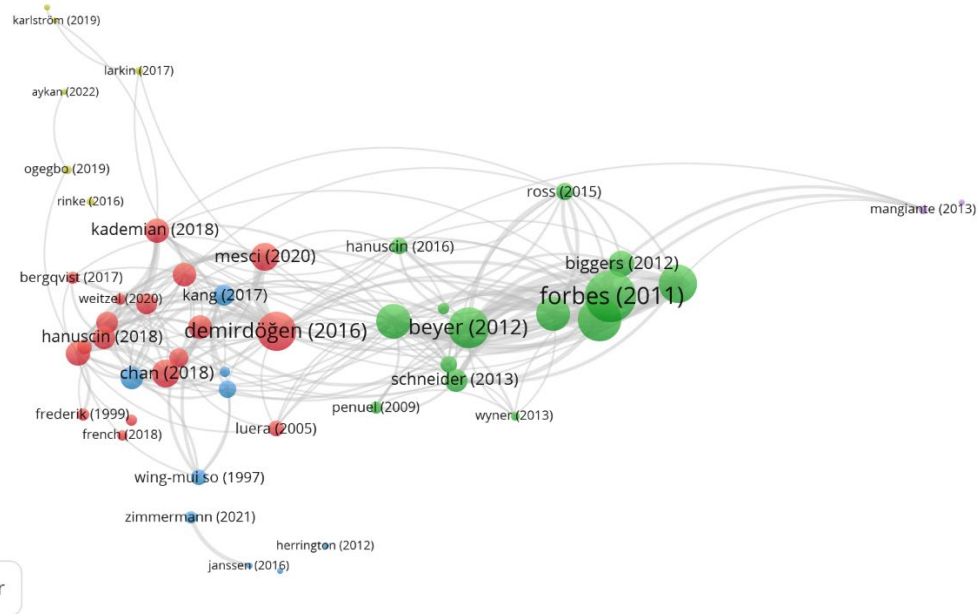 karlström (2019)
larkin (2017)
aykan (2022)
ogegbo (2019)
ross (2015)
rinke (2016)
mangiante (2013)
kademian (2018)
hanuscin (2016)
mesci (2020)
biggers (2012)
bergqvist (2017)
weitzel (2020)
kang (2017)
forbes (2011)
demirdöğen (2016)
beyer (2012)
hanuscin (2018)
chan (2018)
schneider (2013)
penuel (2009)
frederik (1999)
wyner (2013)
french (2018)
luera (2005)
wing-mui so (1997)
zimmermann (2021)
herrington (2012)
janssen (2016)
r